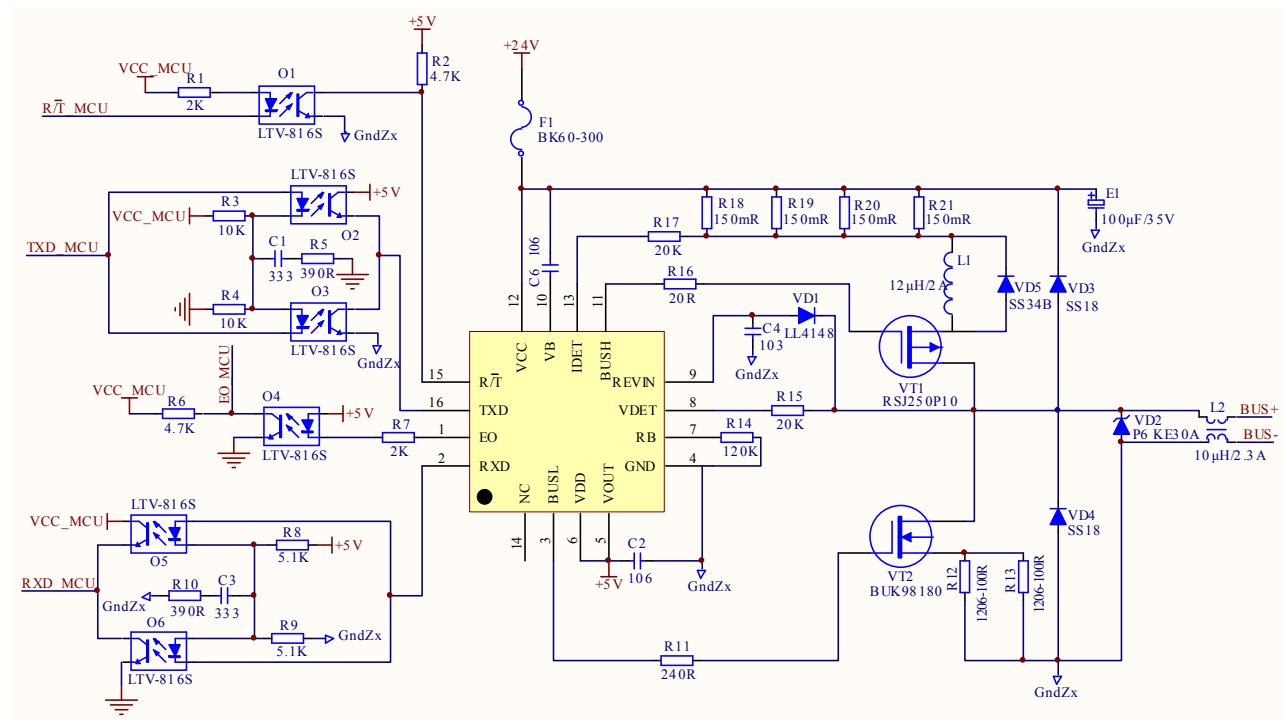 +5V
R2
4.7K
+24V
VCC_MCU
R1
2K
O1
R/T_MCU
LTV-816S
GndZx
F1
BK60-300
LTV-816S
+5V
VCC_MCU
R3
10K
O2
TXD_MCU
C1
333
R5
390R
R4
10K
O3
LTV-816S
GndZx
R18
150mR
R19
150mR
R20
150mR
R21
150mR
E1
100µF/35V
GndZx
R17
20K
C6
106
R16
20R
L1
12µH/2A
VD5
SS34B
VD3
SS18
12
10
13
11
VCC
VB
IDET
BUSH
VD1
LL4148
C4
103
GndZx
VT1
RSJ250P10
EO_MCU
VCC_MCU
R6
4.7K
O4
+5V
LTV-816S
R7
2K
15
R/T
16
TXD
1
EO
2
RXD
REVIN
9
VDET
8
RB
7
GND
4
R15
20K
R14
120K
VD2
P6KE30A
L2
10µH/2.3A
BUS+
BUS-
NC
BUSL
VDD
VOUT
14
3
6
5
C2
106
+5V
GndZx
VT2
BUK98180
R12
1206-100R
R13
1206-100R
VD4
SS18
LTV-816S
VCC_MCU
O5
R8
5.1K
+5V
RXD_MCU
GndZx
R10
390R
C3
333
O6
R9
5.1K
GndZx
LTV-816S
R11
240R
GndZx